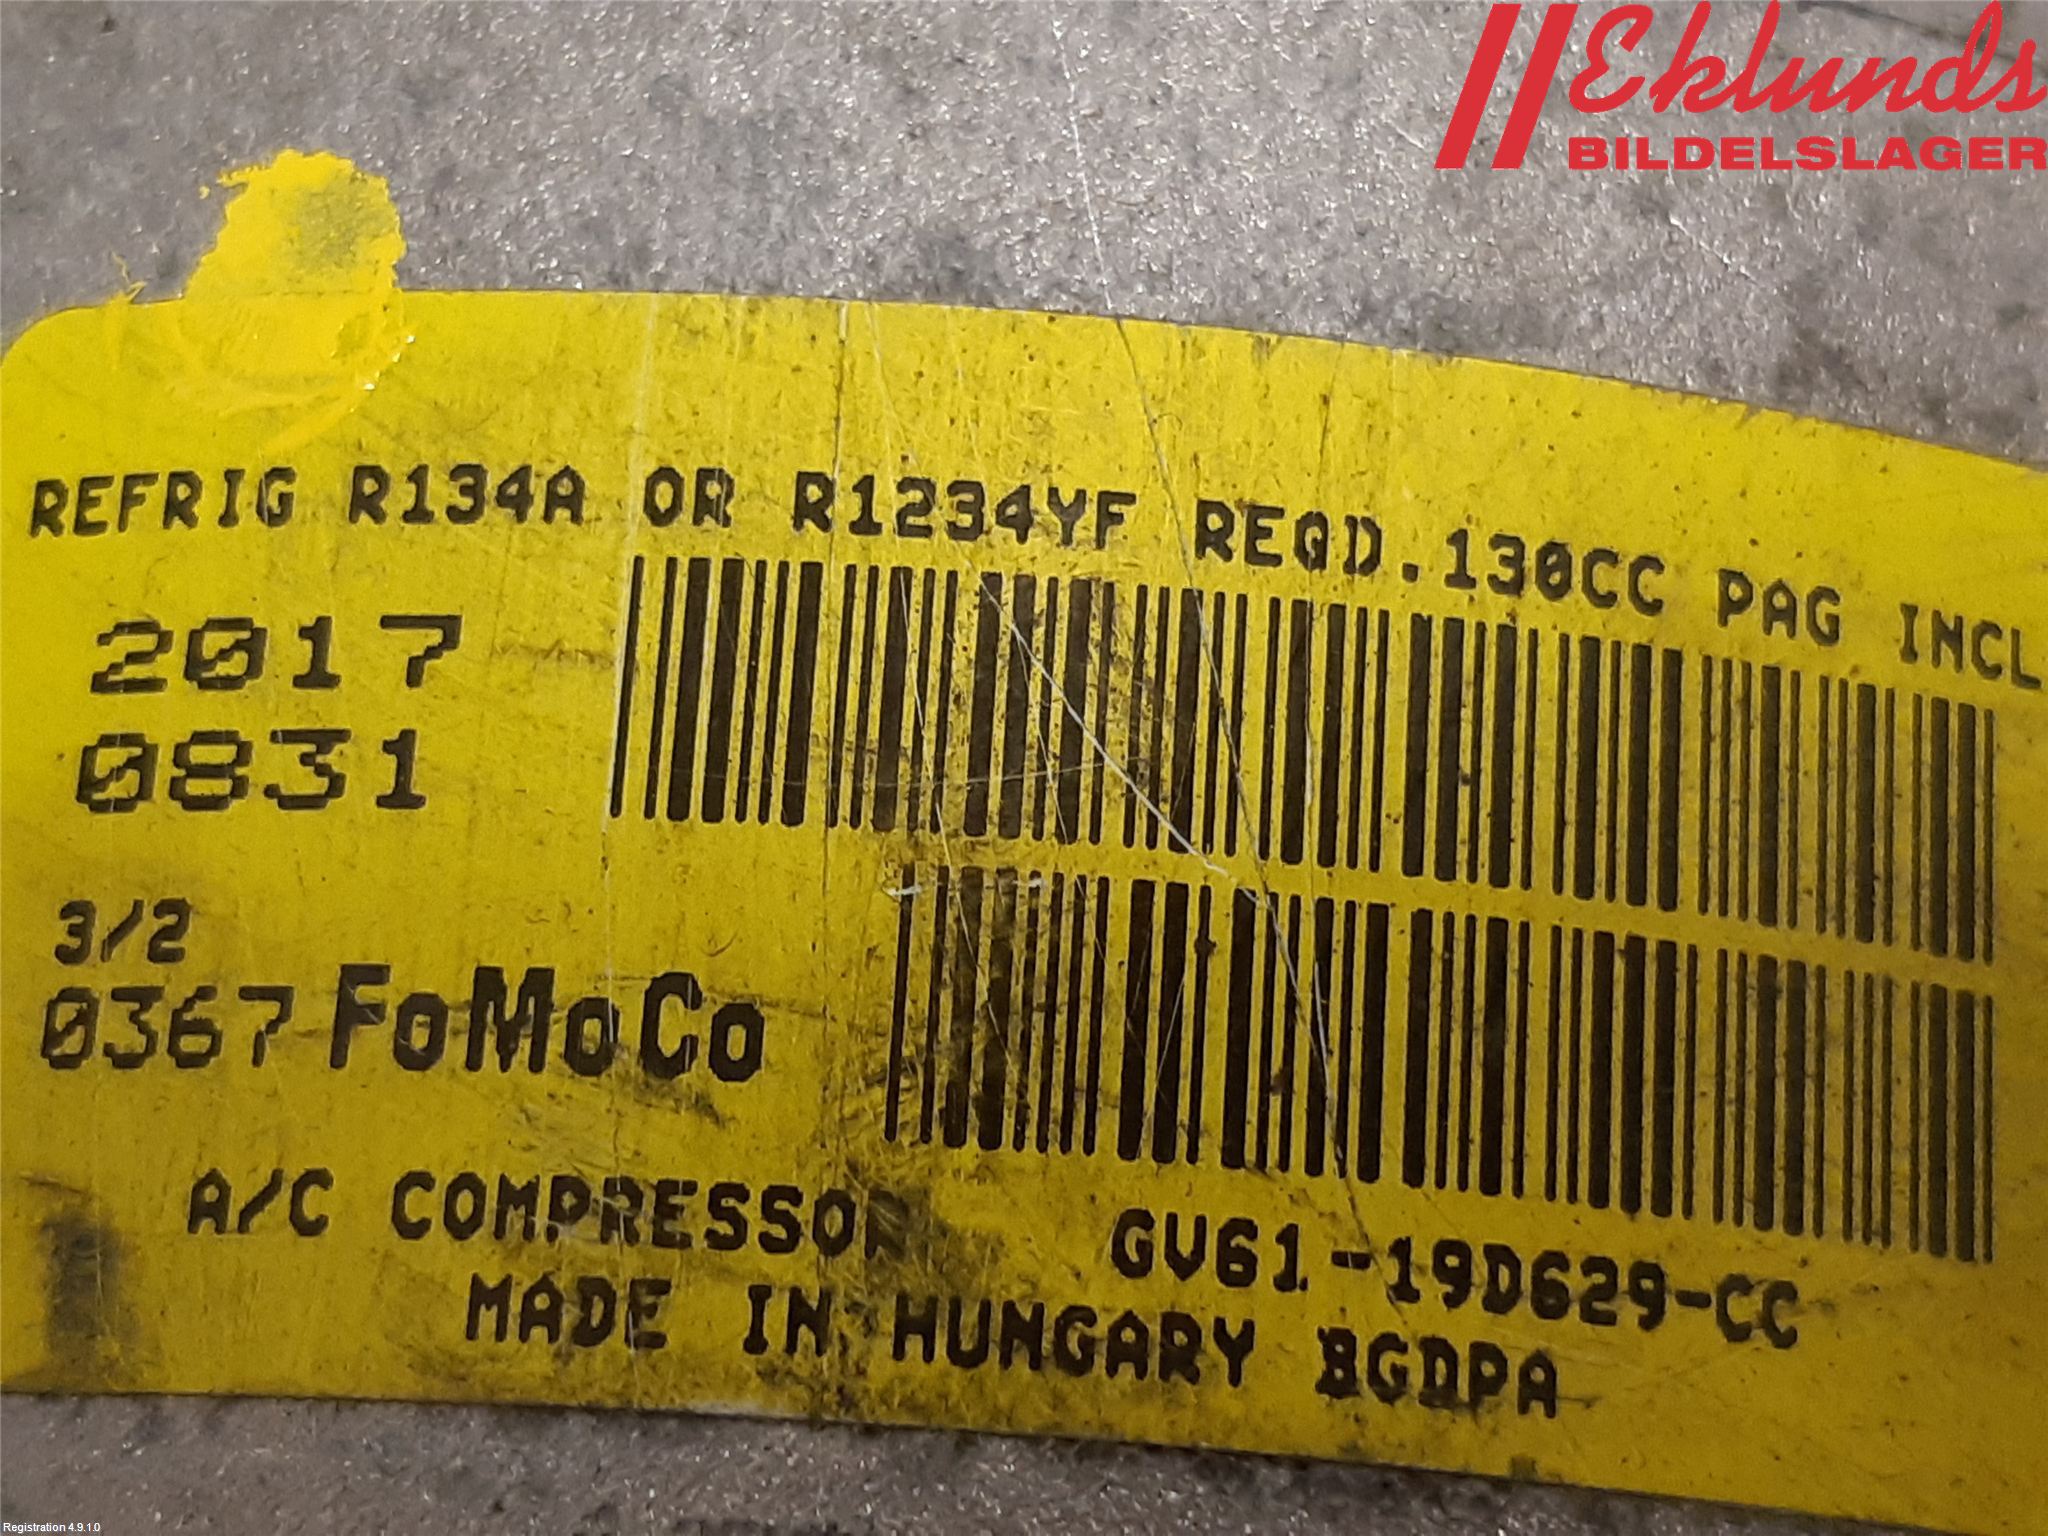 Eklunds
BILDELSLAGER
REFRIG R134A OR R1234YF REQD.130CC PAG INCL
2017
0831
3/2
0367 FoMoCo
A/C COMPRESSOR GV61-19D629-CC
MADE IN HUNGARY BGDPA
Registration 4.9.1.0